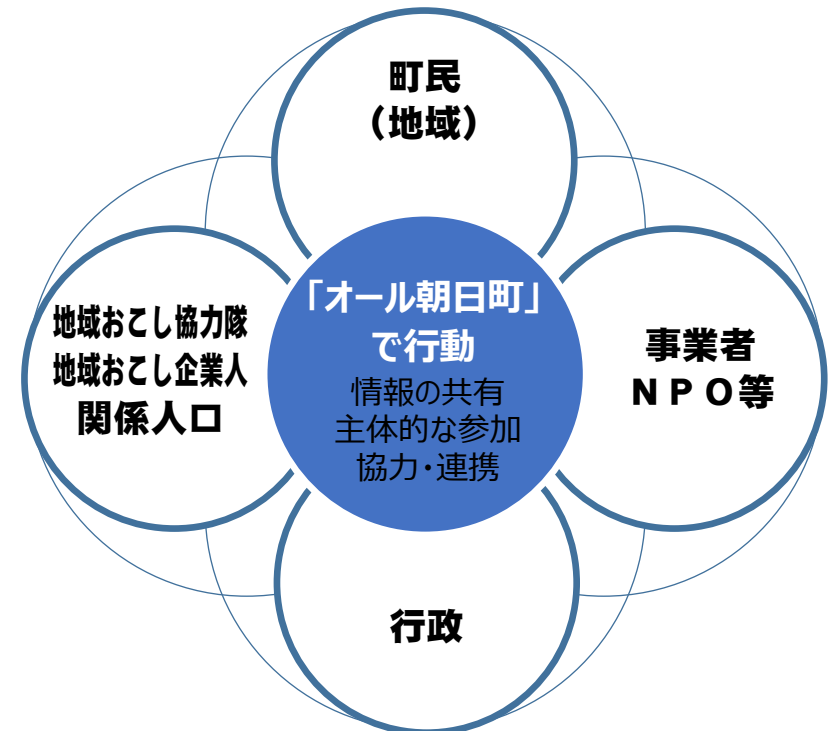 町民
（地域）
「オール朝日町」
で行動
情報の共有
主体的な参加
協力・連携
地域おこし協力隊
地域おこし企業人
関係人口
事業者
ＮＰＯ等
行政